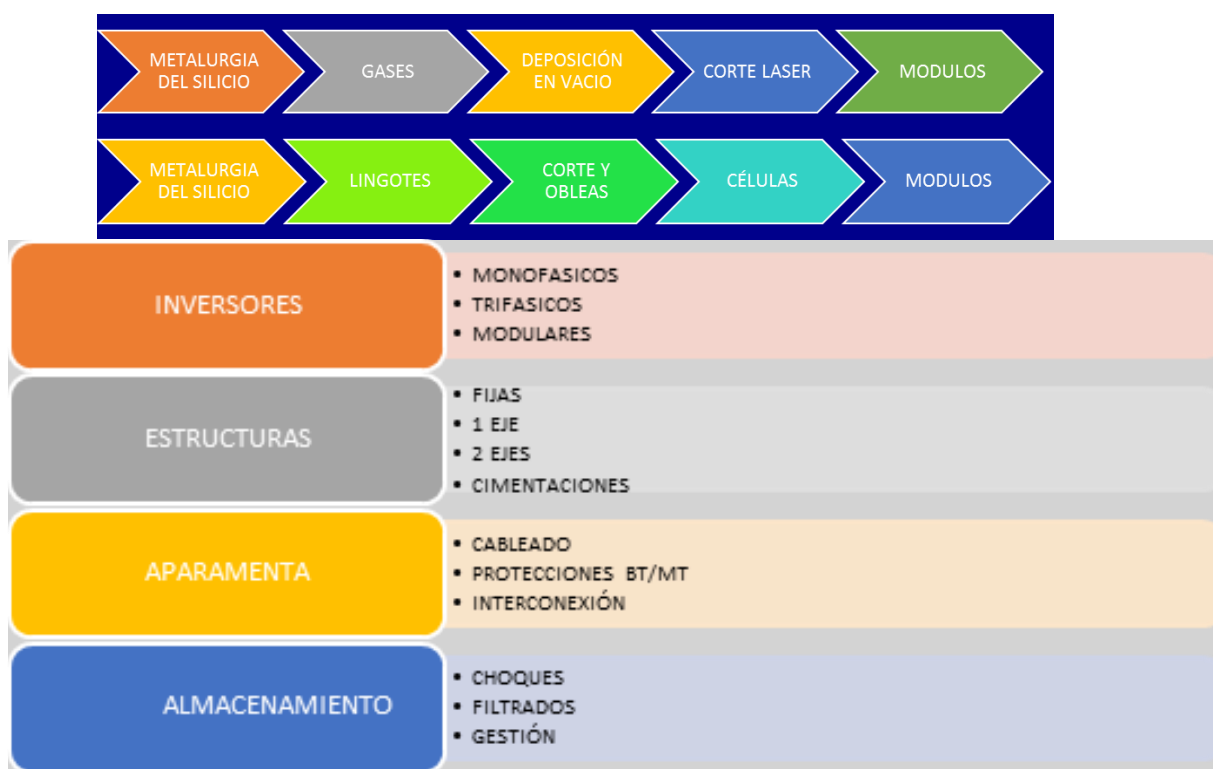 METALURGIA
DEL SILICIO
GASES
DEPOSICIÓN
EN VACIO
CORTE LASER
MODULOS
METALURGIA
DEL SILICIO
LINGOTES
CORTE Y
OBLEAS
CÉLULAS
MODULOS
INVERSORES
• MONOFASICOS
• TRIFASICOS
• MODULARES
ESTRUCTURAS
• FIJAS
• 1 EJE
• 2 EJES
• CIMENTACIONES
APARAMENTA
• CABLEADO
• PROTECCIONES BT/MT
• INTERCONEXIÓN
ALMACENAMIENTO
• CHOQUES
• FILTRADOS
• GESTIÓN